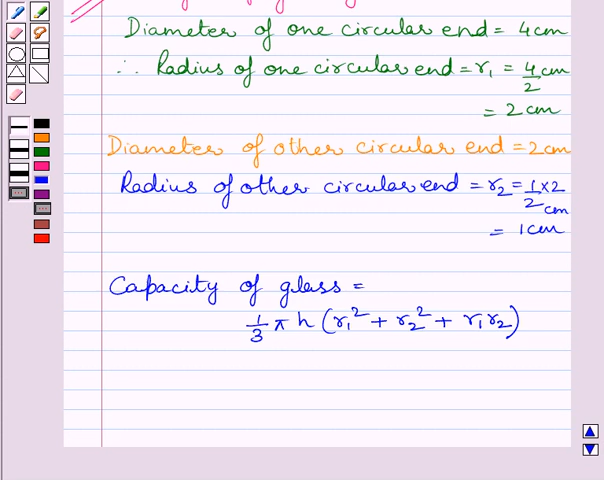 Diameter of one circular end = 4cm
∴ Radius of one circular end = r₁ = 4/2 cm
= 2cm
Diameter of other circular end = 2cm
Radius of other circular end = r₂ = 1/2 × 2 cm
= 1cm
Capacity of glass =
1/3 π h (r₁² + r₂² + r₁r₂)